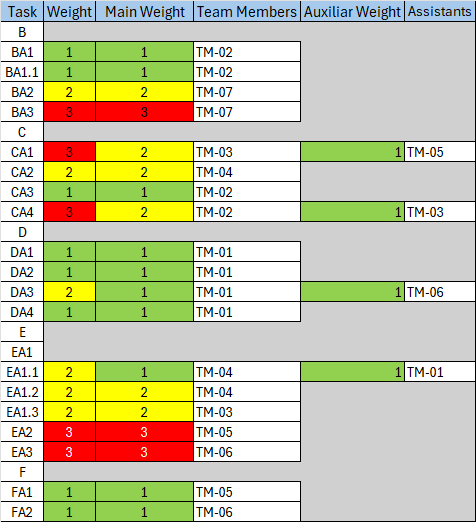 Task Weight Main Weight Team Members Auxiliar Weight Assistants
B
BA1 1 1 TM-02
BA1.1 1 1 TM-02
BA2 2 2 TM-07
BA3 3 3 TM-07
C
CA1 3 2 TM-03 1 TM-05
CA2 2 2 TM-04
CA3 1 1 TM-02
CA4 3 2 TM-02 1 TM-03
D
DA1 1 1 TM-01
DA2 1 1 TM-01
DA3 2 1 TM-01 1 TM-06
DA4 1 1 TM-01
E
EA1
EA1.1 2 1 TM-04 1 TM-01
EA1.2 2 2 TM-04
EA1.3 2 2 TM-03
EA2 3 3 TM-05
EA3 3 3 TM-06
F
FA1 1 1 TM-05
FA2 1 1 TM-06